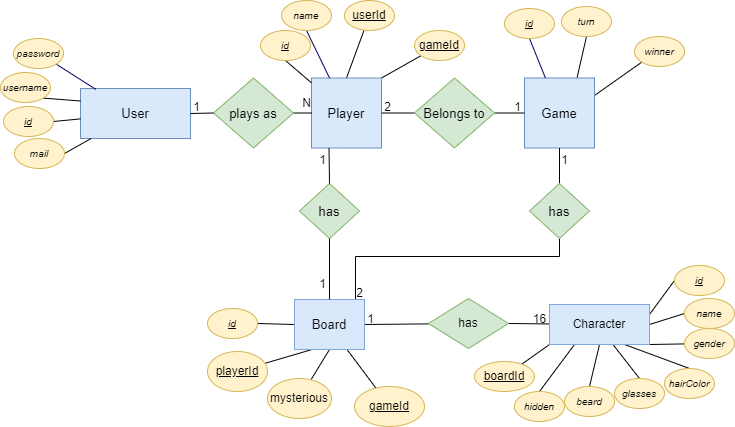 name
userId
id
gameId
id
turn
winner
password
username
id
mail
User
1
plays as
N
Player
2
Belongs to
1
Game
1
1
has
has
1
2
id
Board
1
has
16
Character
playerId
mysterious
gameId
id
name
gender
hairColor
glasses
beard
hidden
boardId